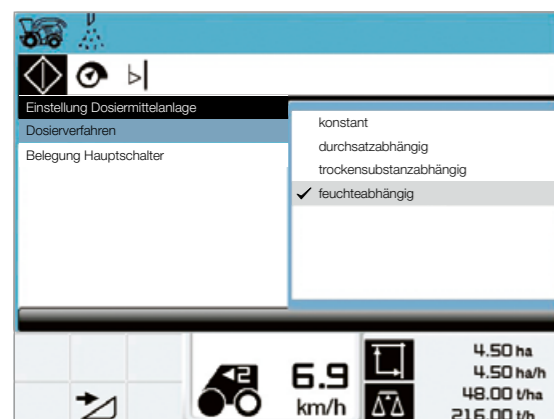 Einstellung Dosiermittelanlage
Dosierverfahren
Belegung Hauptschalter
konstant
durchsatzabhängig
trockensubstanzabhängig
✓ feuchteabhängig
2
6.9
km/h
4.50 ha
4.50 ha/h
48.00 t/ha
216.00 t/h